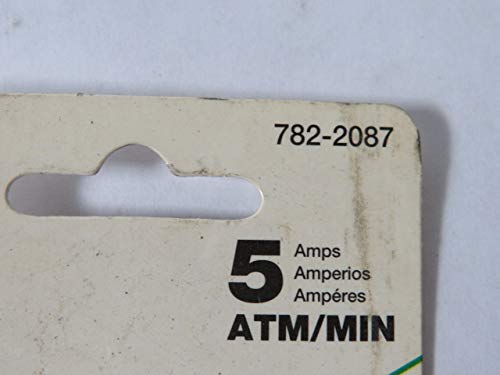 782-2087
5 Amps
Amperios
Ampéres
ATM/MIN